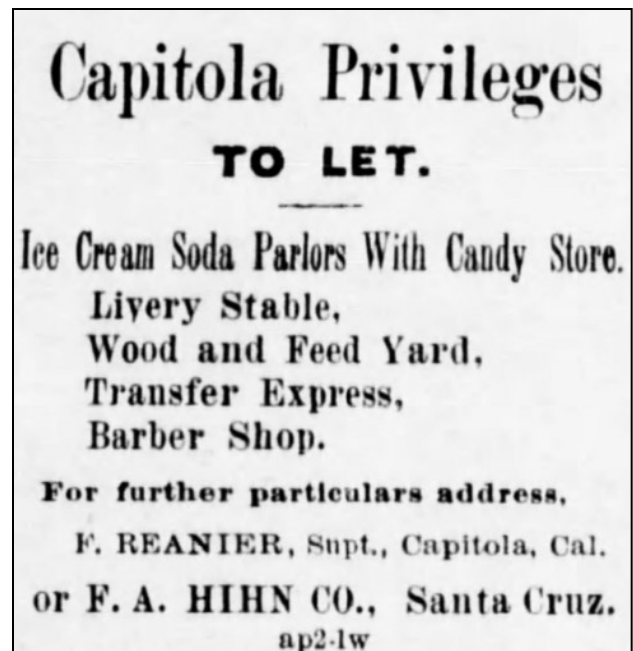 Capitola Privileges
TO LET.
Ice Cream Soda Parlors With Candy Store.
Livery Stable,
Wood and Feed Yard,
Transfer Express,
Barber Shop.
For further particulars address,
F. REANIER, Supt., Capitola, Cal.
or F. A. HIHN CO., Santa Cruz.
ap2-1w